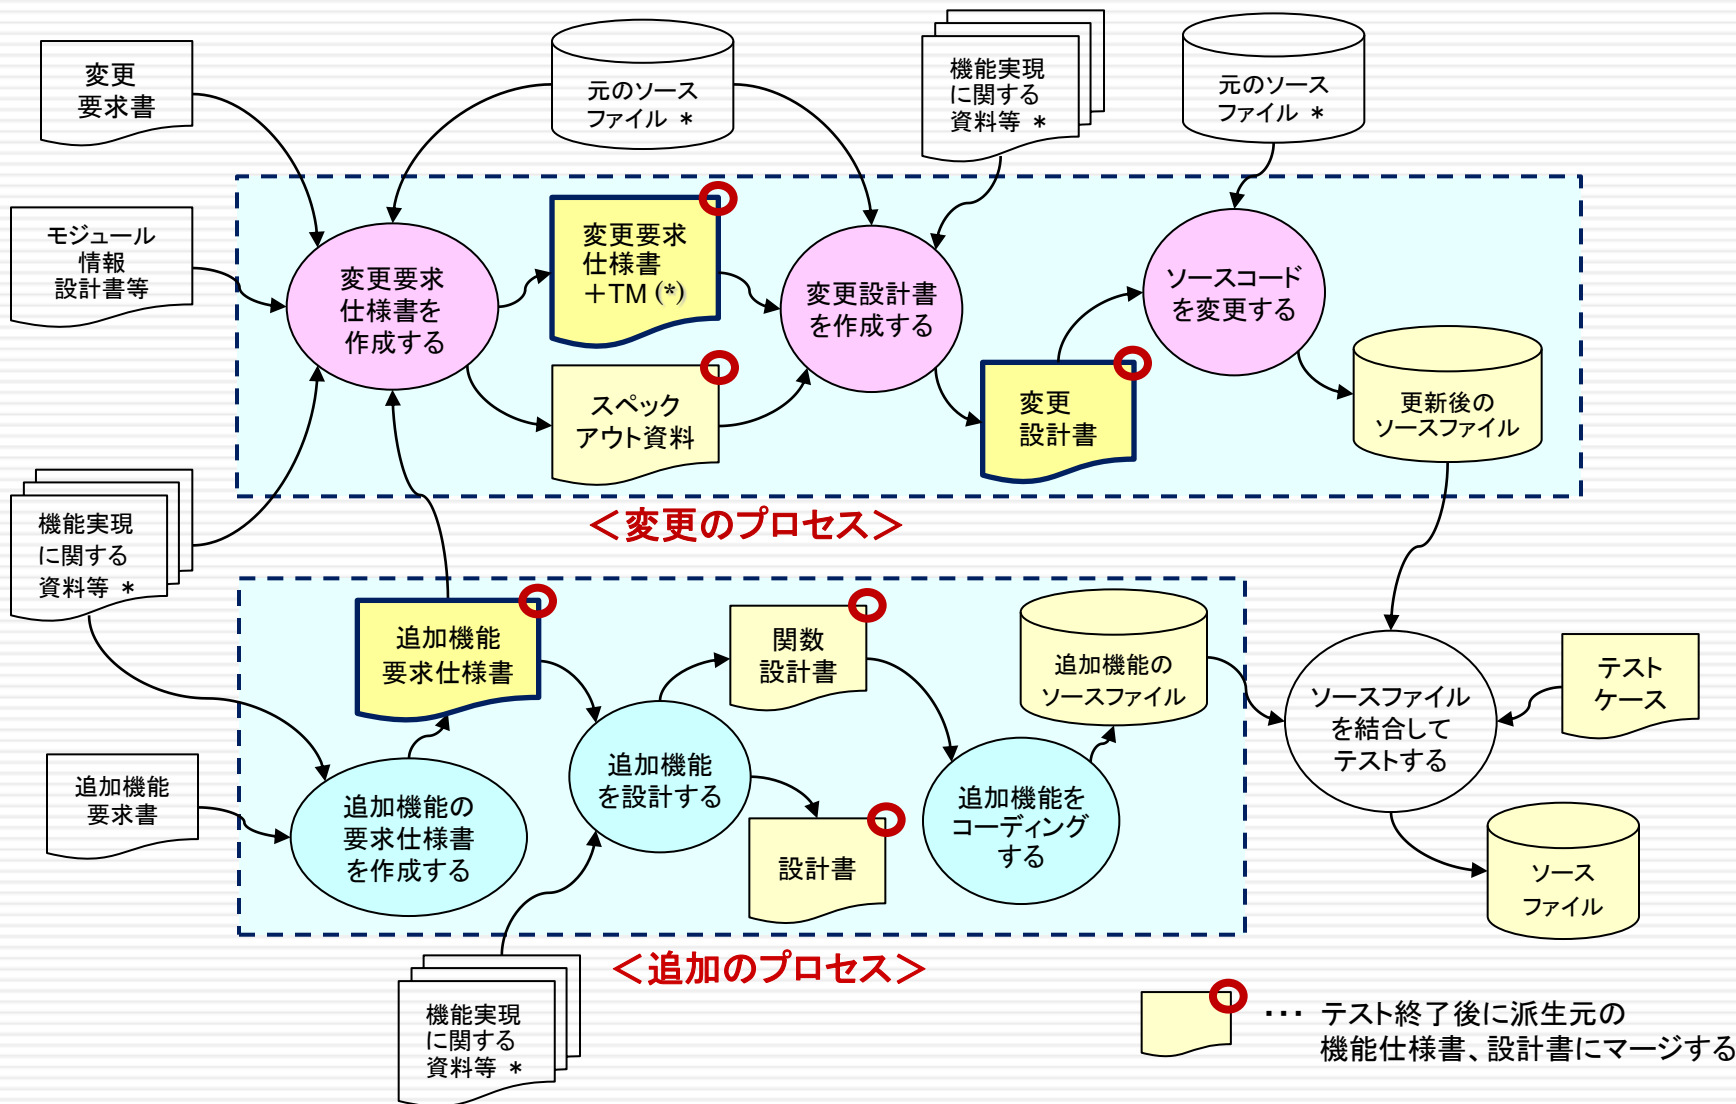 変更
要求書
元のソース
ファイル *
機能実現
に関する
資料等 *
元のソース
ファイル *
モジュール
情報
設計書等
変更要求
仕様書を
作成する
変更要求
仕様書
+TM (*)
変更設計書
を作成する
ソースコード
を変更する
スペック
アウト資料
変更
設計書
更新後の
ソースファイル
<変更のプロセス>
機能実現
に関する
資料等 *
追加機能
要求仕様書
関数
設計書
追加機能の
ソースファイル
ソースファイル
を結合して
テストする
テスト
ケース
追加機能
要求書
追加機能の
要求仕様書
を作成する
追加機能
を設計する
設計書
追加機能を
コーディング
する
ソース
ファイル
<追加のプロセス>
機能実現
に関する
資料等 *
・・・ テスト終了後に派生元の
機能仕様書、設計書にマージする